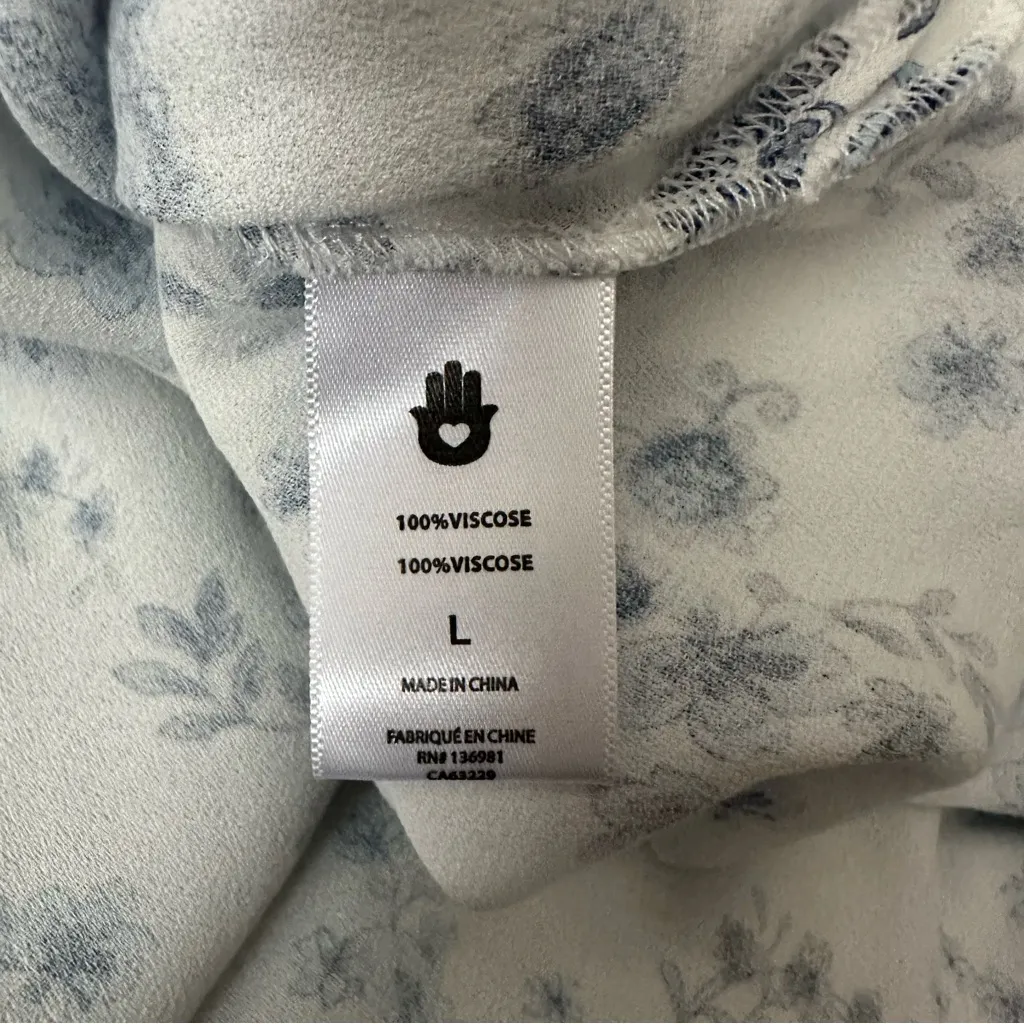 100%VISCOSE
100%VISCOSE
L
MADE IN CHINA
FABRIQUÉ EN CHINE
RN# 136981
CA63229